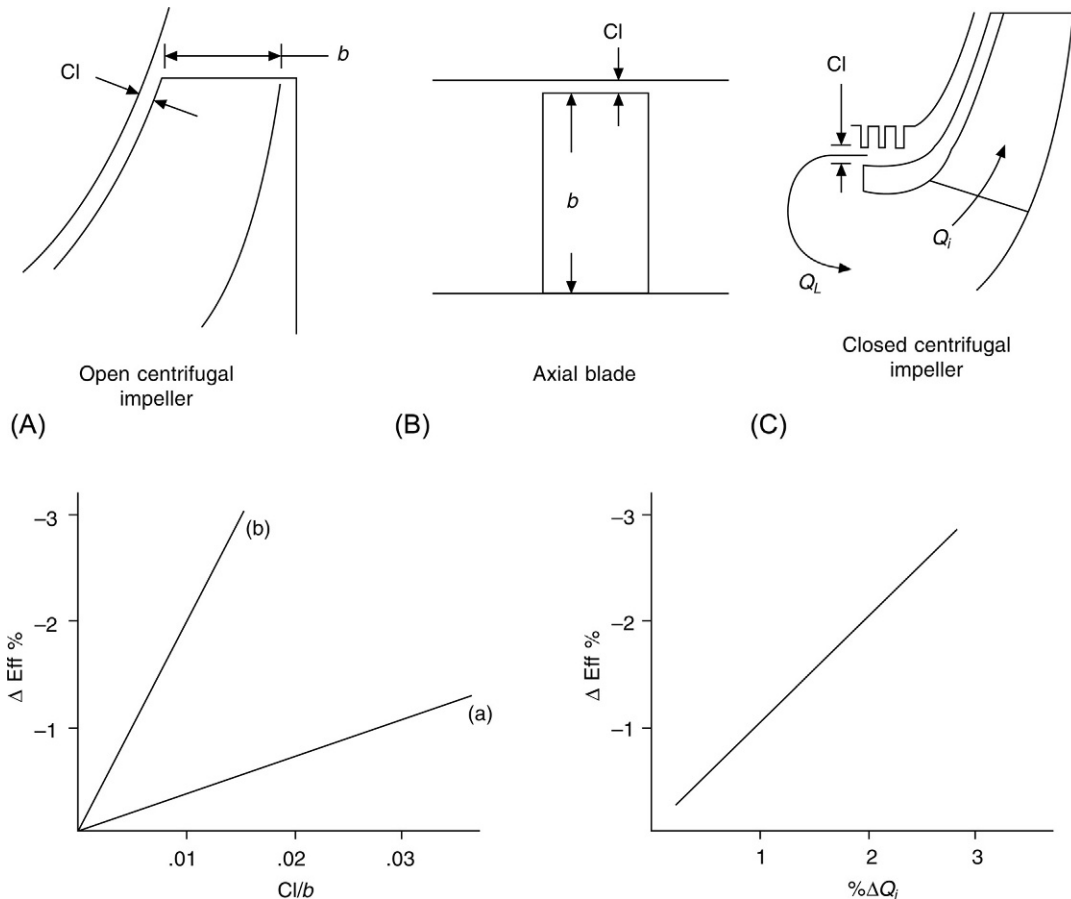 Cl
b
Open centrifugal
impeller
(A)
Cl
b
Axial blade
(B)
Cl
Q_i
Q_L
Closed centrifugal
impeller
(C)
–3
–2
–1
Δ Eff %
(b)
(a)
.01
.02
.03
Cl/b
–3
–2
–1
Δ Eff %
1
2
3
%ΔQ_i